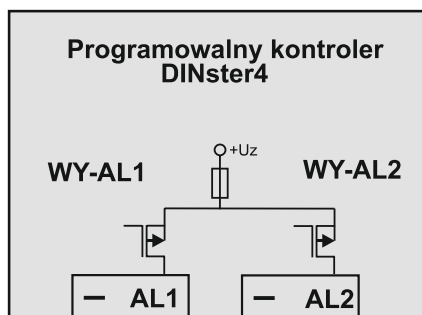 Programowalny kontroler
DINster4
+Uz
WY-AL1
WY-AL2
– AL1
– AL2